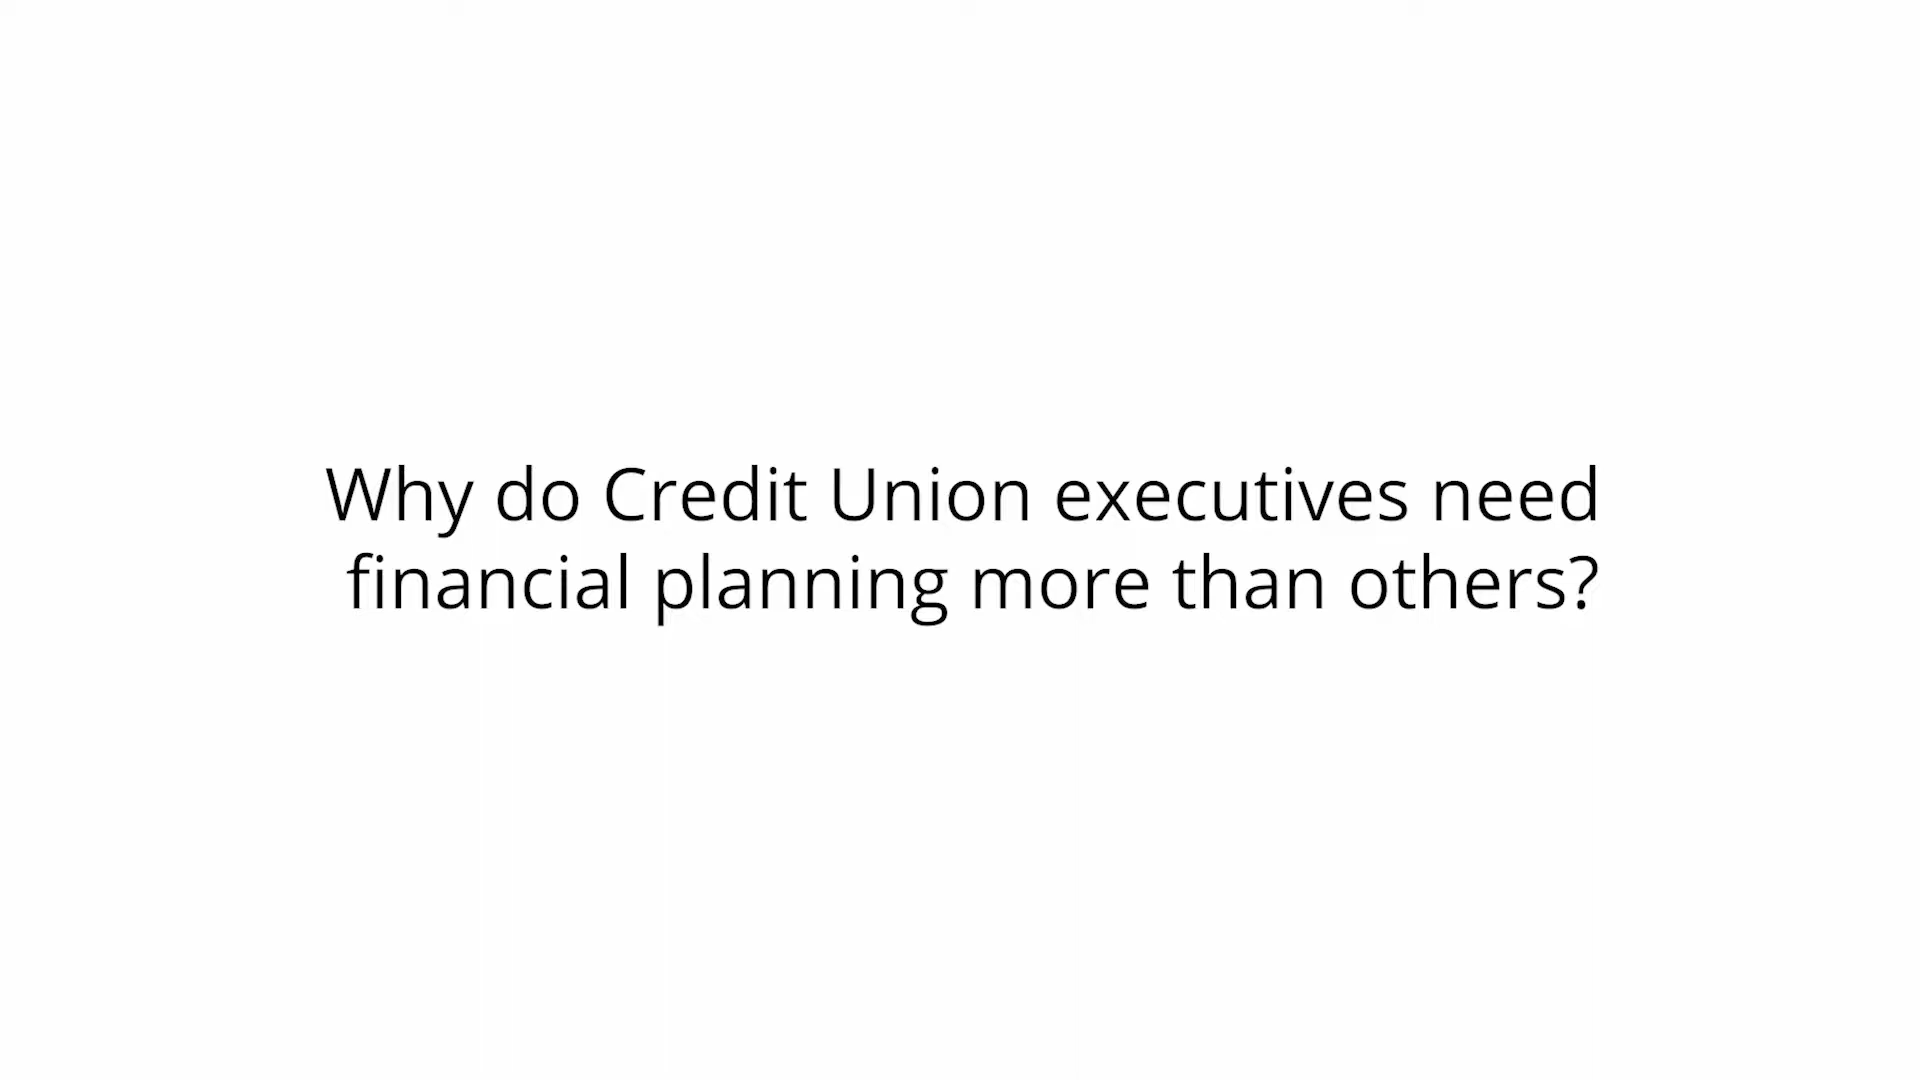 Why do Credit Union executives need
financial planning more than others?